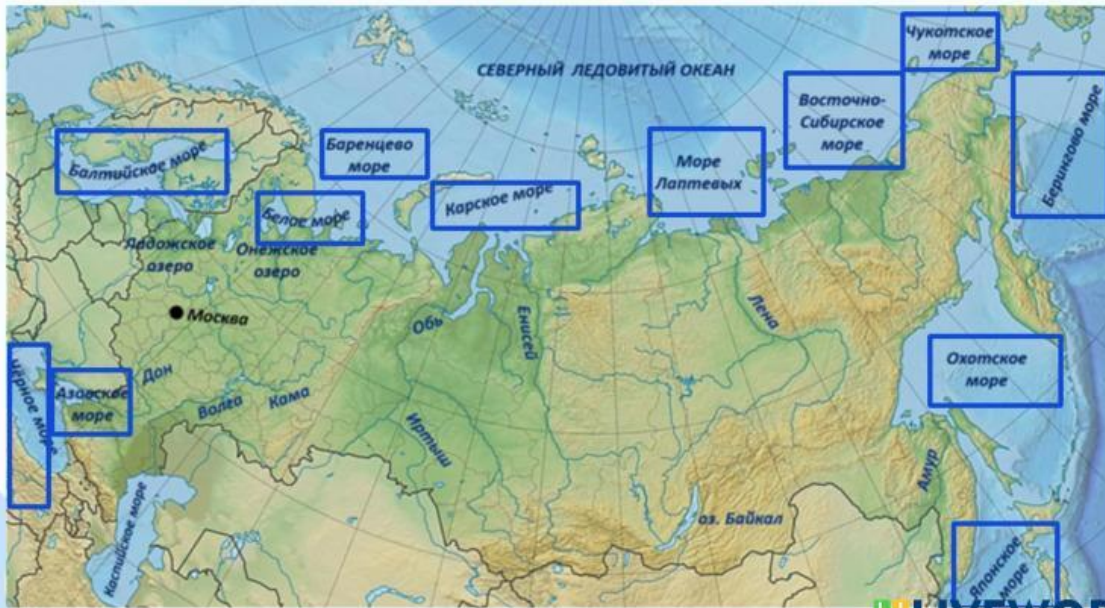 Чукотское
море
СЕВЕРНЫЙ ЛЕДОВИТЫЙ ОКЕАН
Восточно-
Сибирское
море
Берингово море
Баренцево
море
Балтийское море
Море
Лаптевых
Карское море
Белое море
Ладожское
озеро
Онежское
озеро
Москва
Обь
Енисей
Лена
Чёрное море
Азовское
море
Дон
Волга
Кама
Иртыш
Охотское
море
Амур
оз. Байкал
Каспийское море
Японское
море